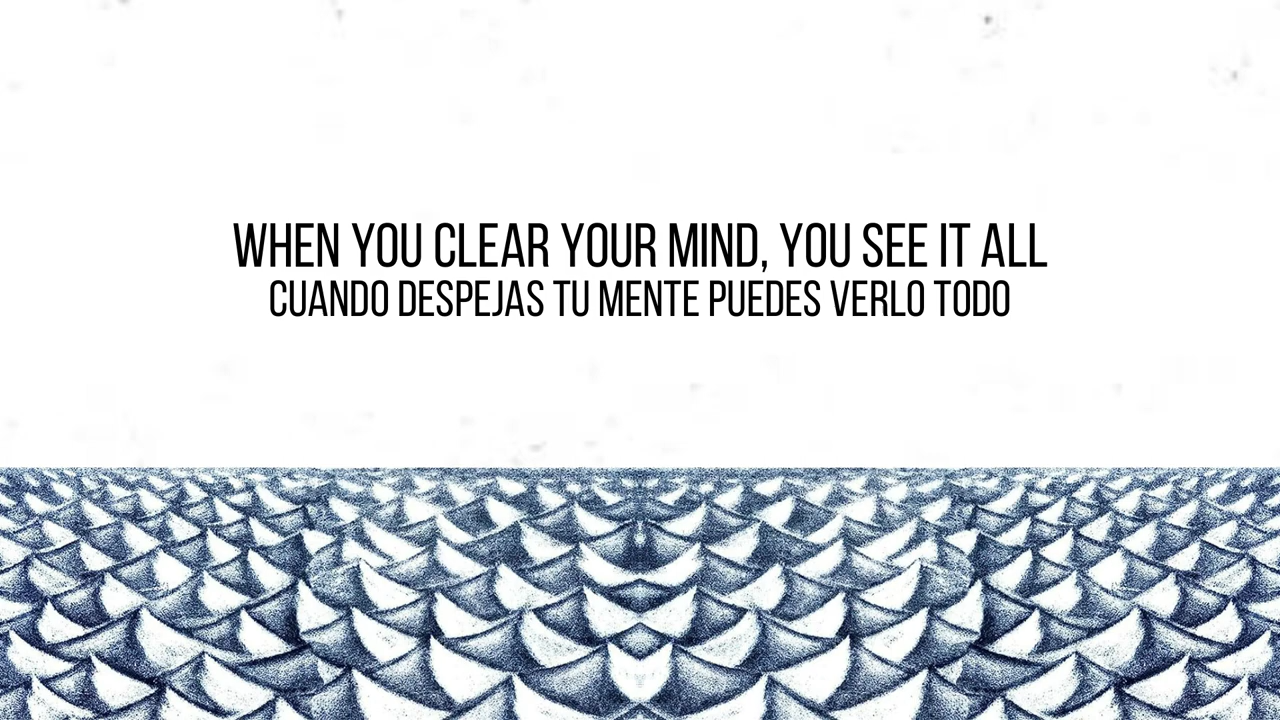 WHEN YOU CLEAR YOUR MIND, YOU SEE IT ALL
CUANDO DESPEJAS TU MENTE PUEDES VERLO TODO